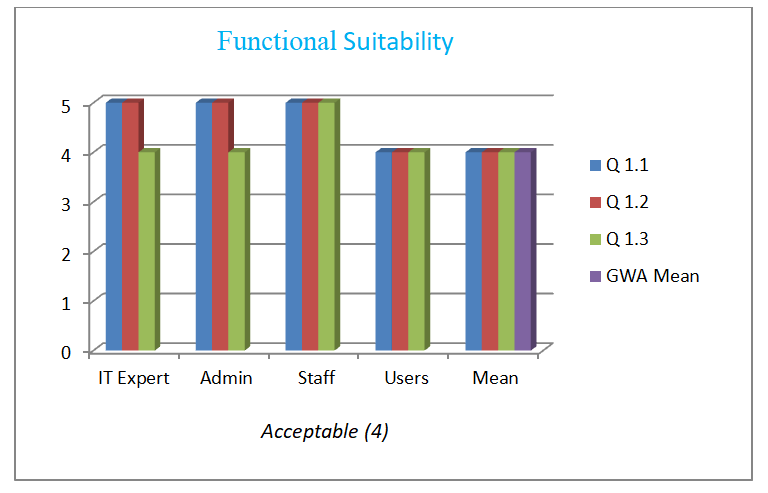 Functional Suitability
5
4
3
2
1
0
IT Expert Admin Staff Users Mean
Q 1.1
Q 1.2
Q 1.3
GWA Mean
Acceptable (4)